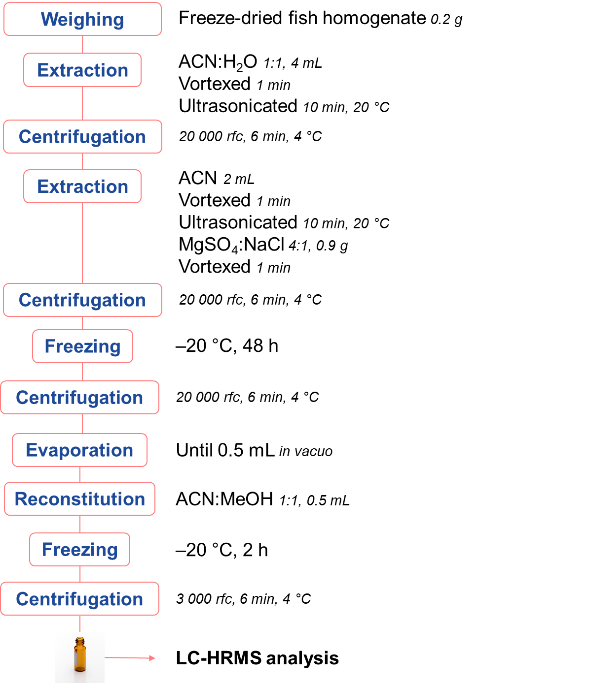 Weighing
Freeze-dried fish homogenate 0.2 g
Extraction
ACN:H₂O 1:1, 4 mL
Vortexed 1 min
Ultrasonicated 10 min, 20 °C
Centrifugation
20 000 rfc, 6 min, 4 °C
Extraction
ACN 2 mL
Vortexed 1 min
Ultrasonicated 10 min, 20 °C
MgSO₄:NaCl 4:1, 0.9 g
Vortexed 1 min
Centrifugation
20 000 rfc, 6 min, 4 °C
Freezing
–20 °C, 48 h
Centrifugation
20 000 rfc, 6 min, 4 °C
Evaporation
Until 0.5 mL in vacuo
Reconstitution
ACN:MeOH 1:1, 0.5 mL
Freezing
–20 °C, 2 h
Centrifugation
3 000 rfc, 6 min, 4 °C
LC-HRMS analysis